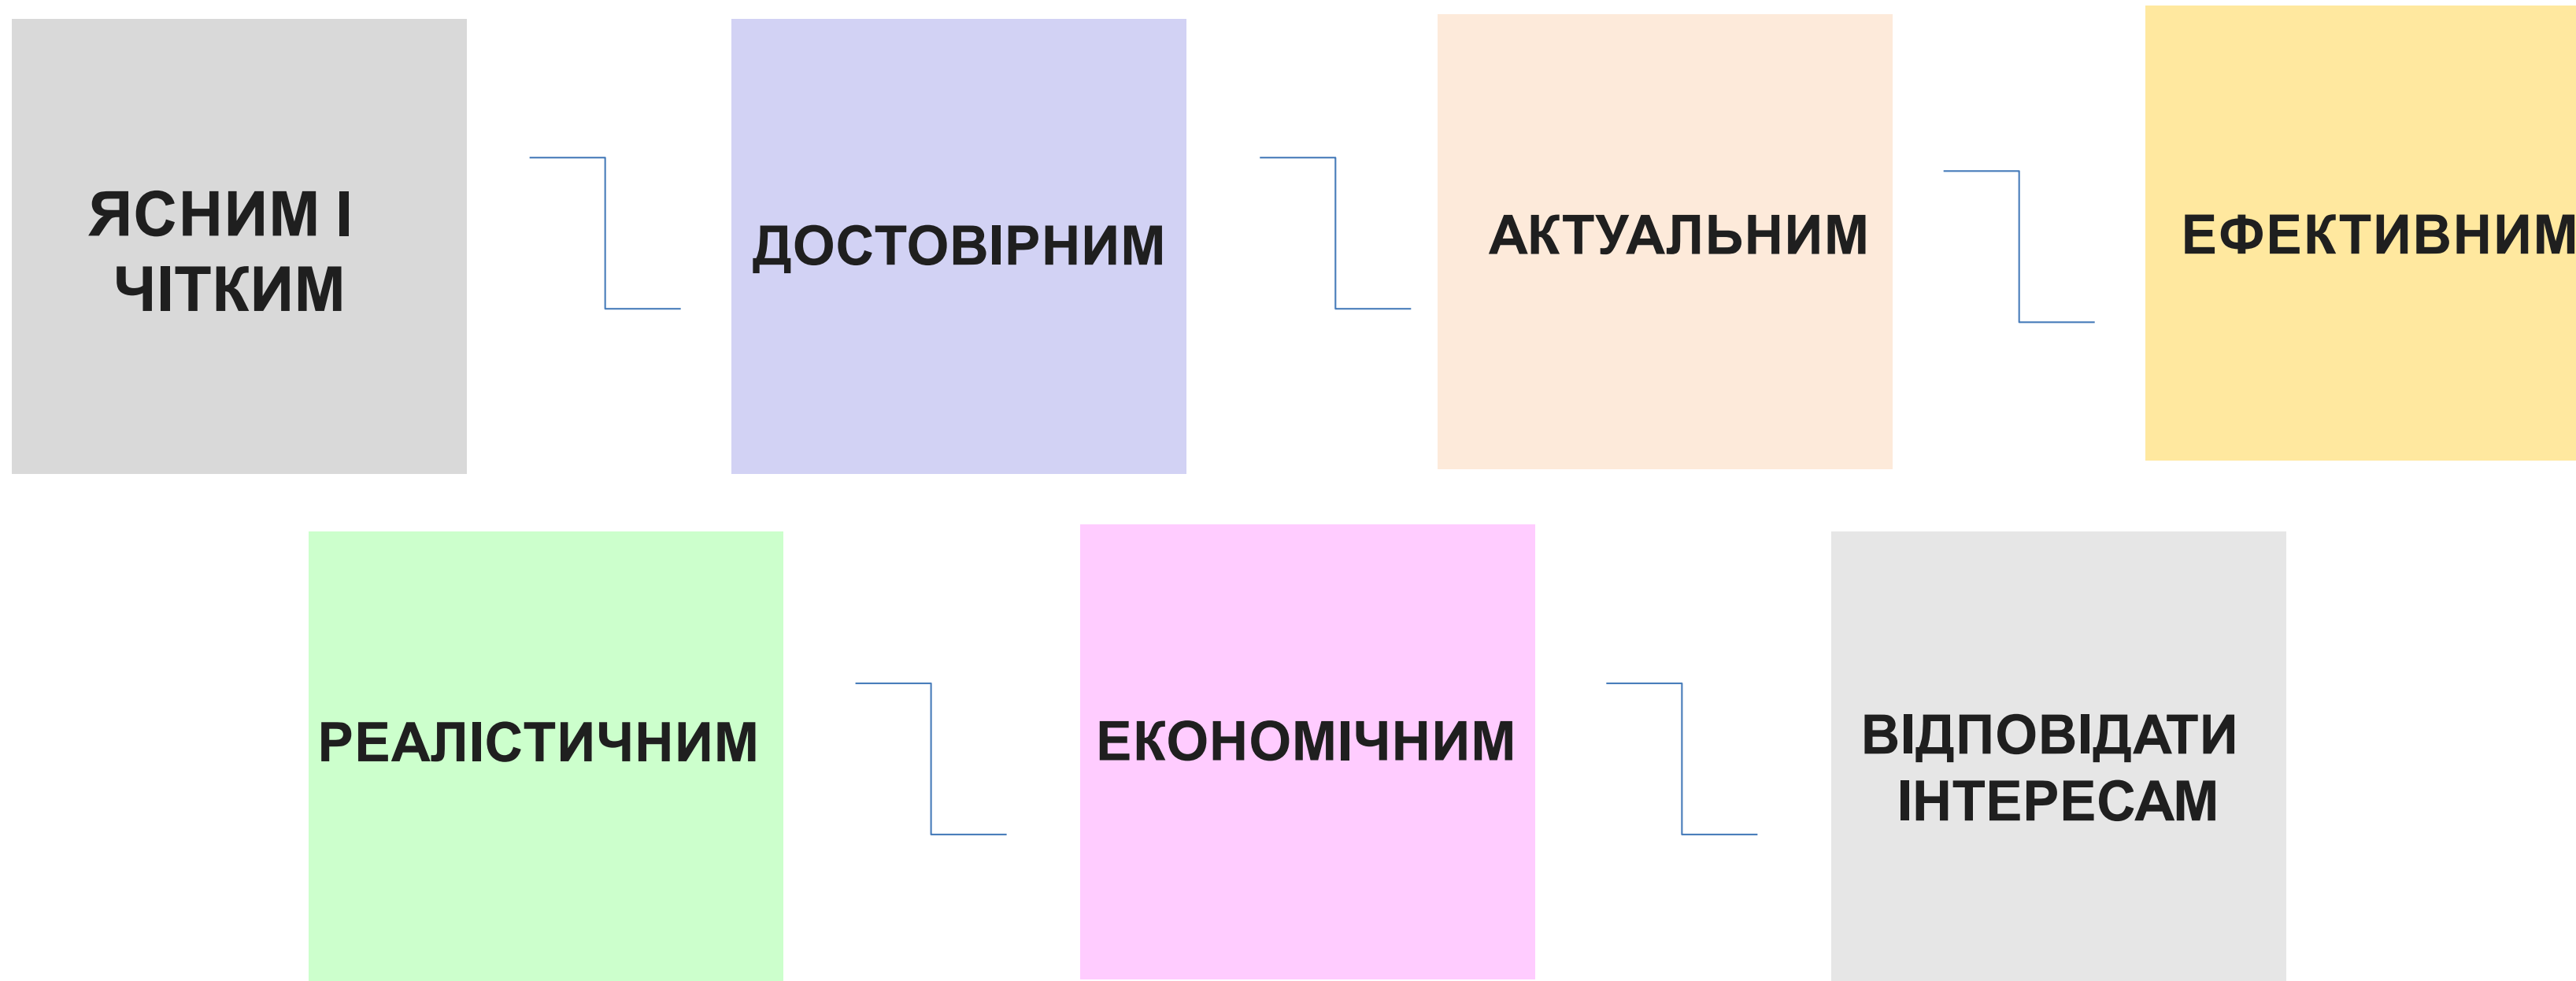 ЯСНИМ І
ЧІТКИМ
ДОСТОВІРНИМ
АКТУАЛЬНИМ
ЕФЕКТИВНИМ
РЕАЛІСТИЧНИМ
ЕКОНОМІЧНИМ
ВІДПОВІДАТИ
ІНТЕРЕСАМ